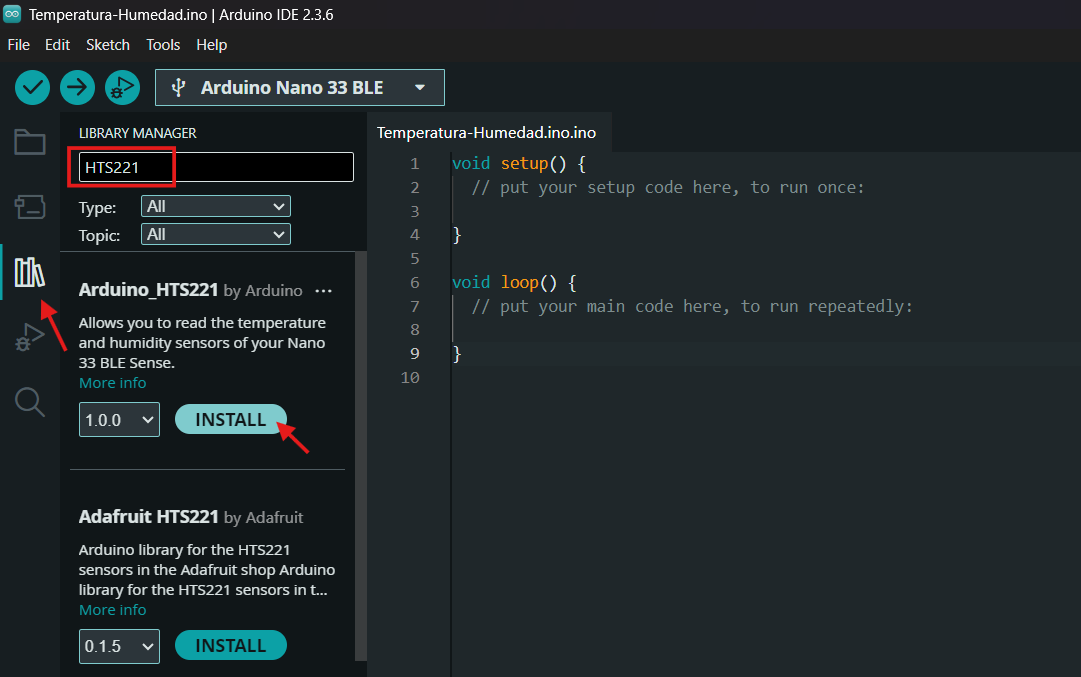 Temperatura-Humedad.ino | Arduino IDE 2.3.6
File Edit Sketch Tools Help
Arduino Nano 33 BLE
LIBRARY MANAGER
HTS221
Type: All
Topic: All
Arduino_HTS221 by Arduino ...
Allows you to read the temperature
and humidity sensors of your Nano
33 BLE Sense.
More info
1.0.0 INSTALL
Adafruit HTS221 by Adafruit
Arduino library for the HTS221
sensors in the Adafruit shop Arduino
library for the HTS221 sensors in t...
More info
0.1.5 INSTALL
Temperatura-Humedad.ino.ino
1 void setup() {
2 // put your setup code here, to run once:
3
4 }
5
6 void loop() {
7 // put your main code here, to run repeatedly:
8
9 }
10